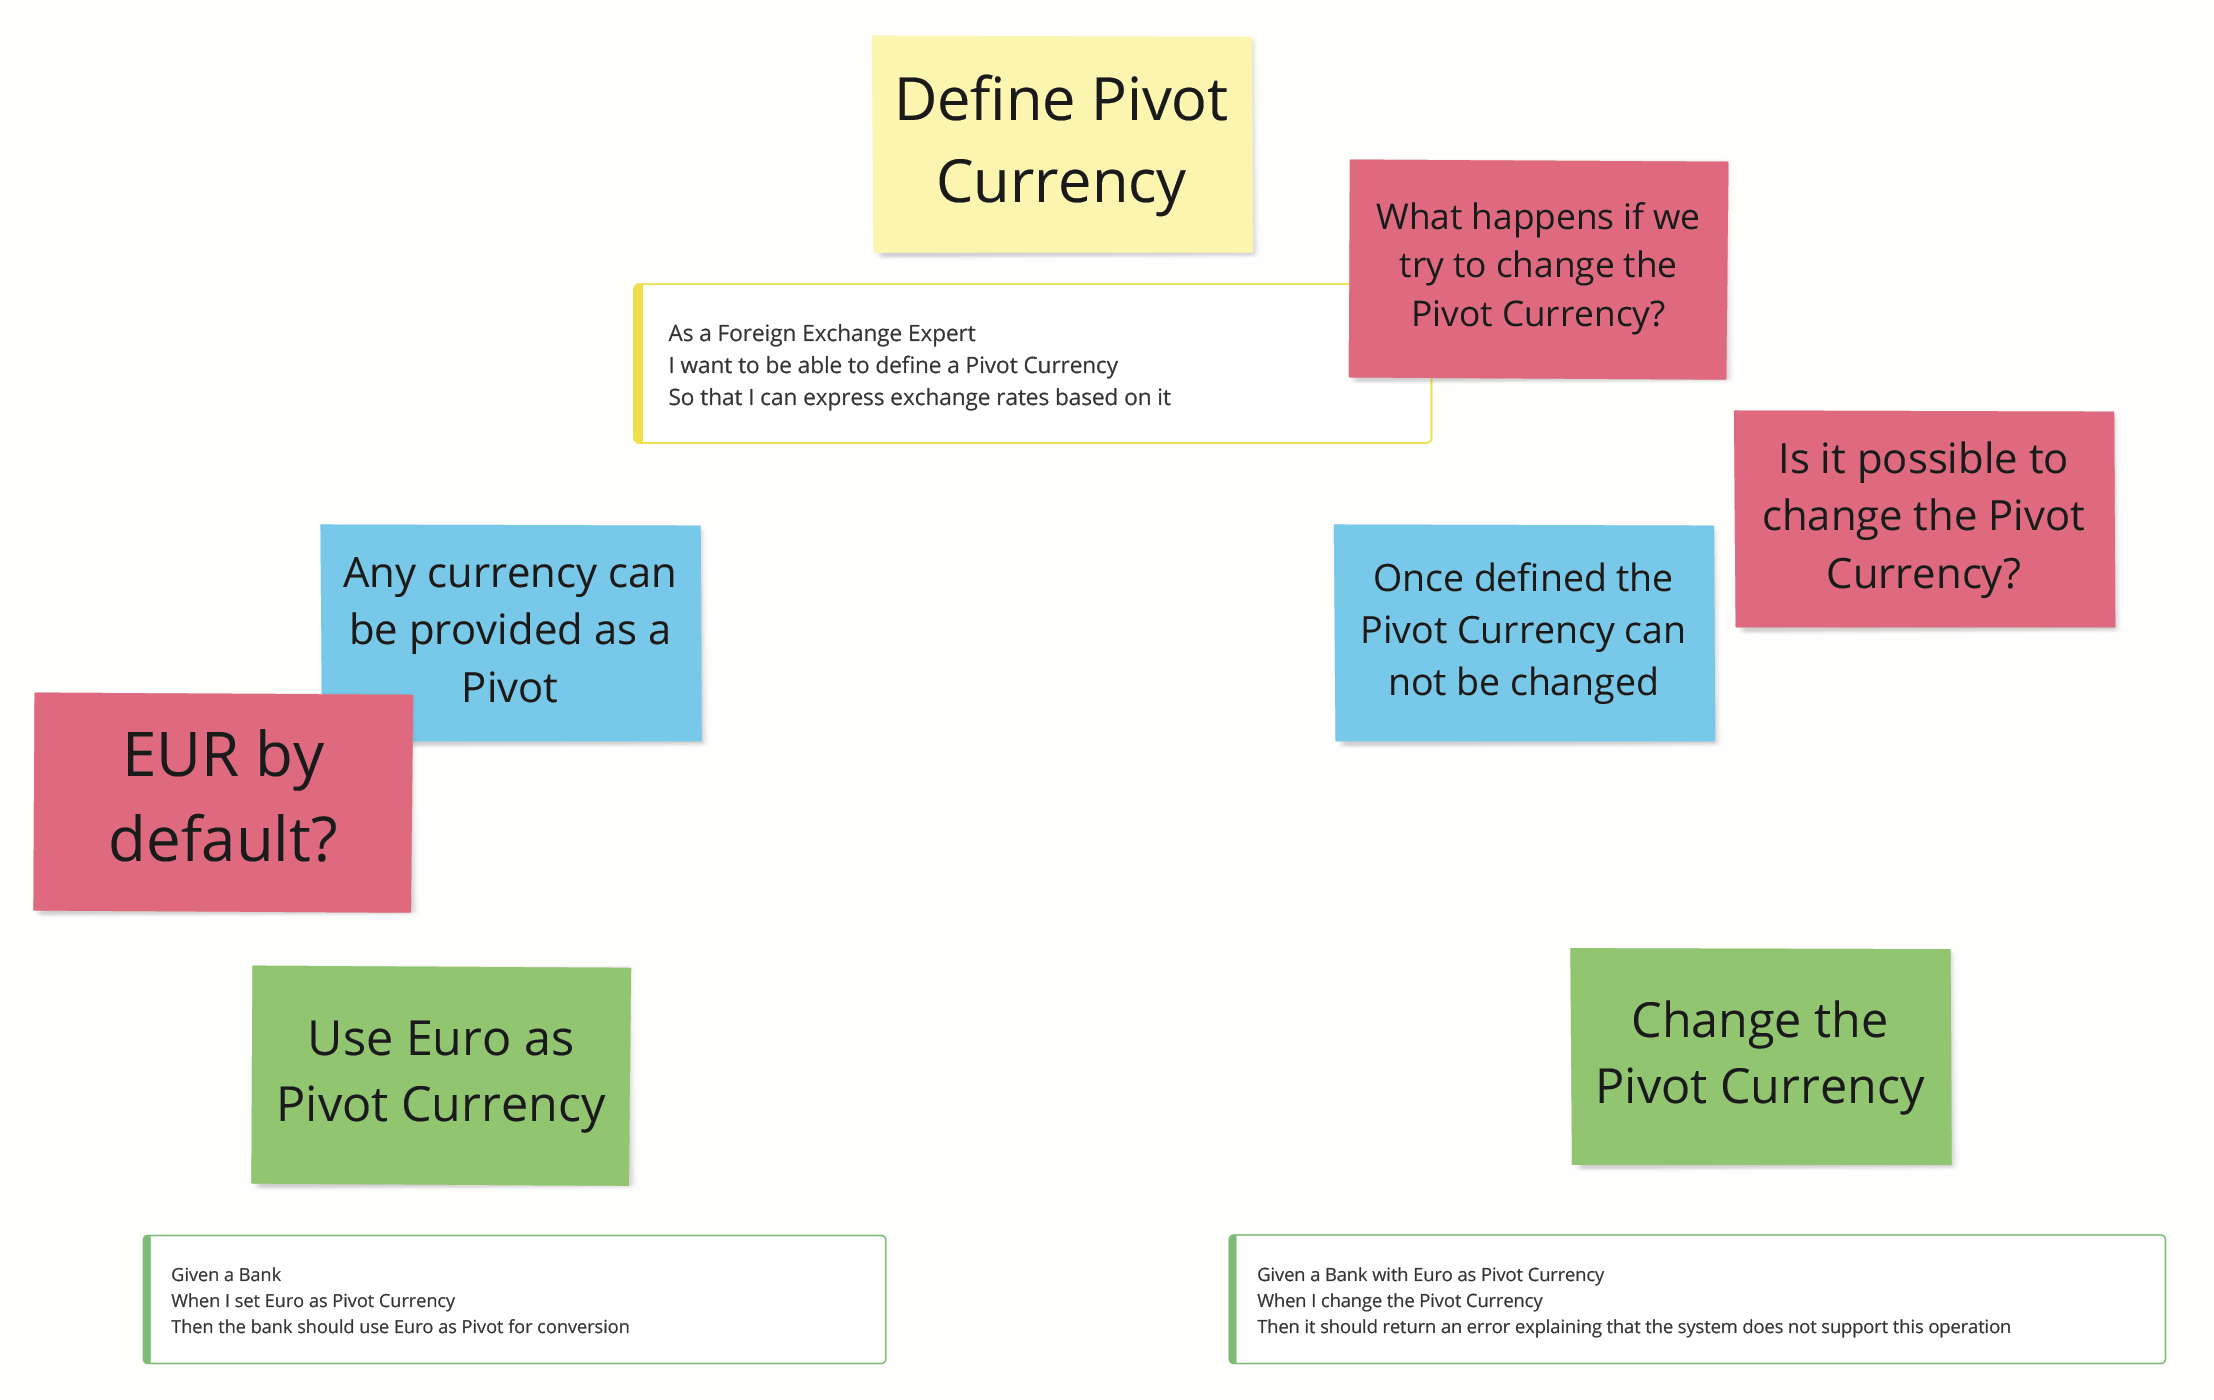 Define Pivot
Currency
What happens if we
try to change the
Pivot Currency?
As a Foreign Exchange Expert
I want to be able to define a Pivot Currency
So that I can express exchange rates based on it
Is it possible to
change the Pivot
Currency?
Any currency can
be provided as a
Pivot
Once defined the
Pivot Currency can
not be changed
EUR by
default?
Use Euro as
Pivot Currency
Change the
Pivot Currency
Given a Bank
When I set Euro as Pivot Currency
Then the bank should use Euro as Pivot for conversion
Given a Bank with Euro as Pivot Currency
When I change the Pivot Currency
Then it should return an error explaining that the system does not support this operation